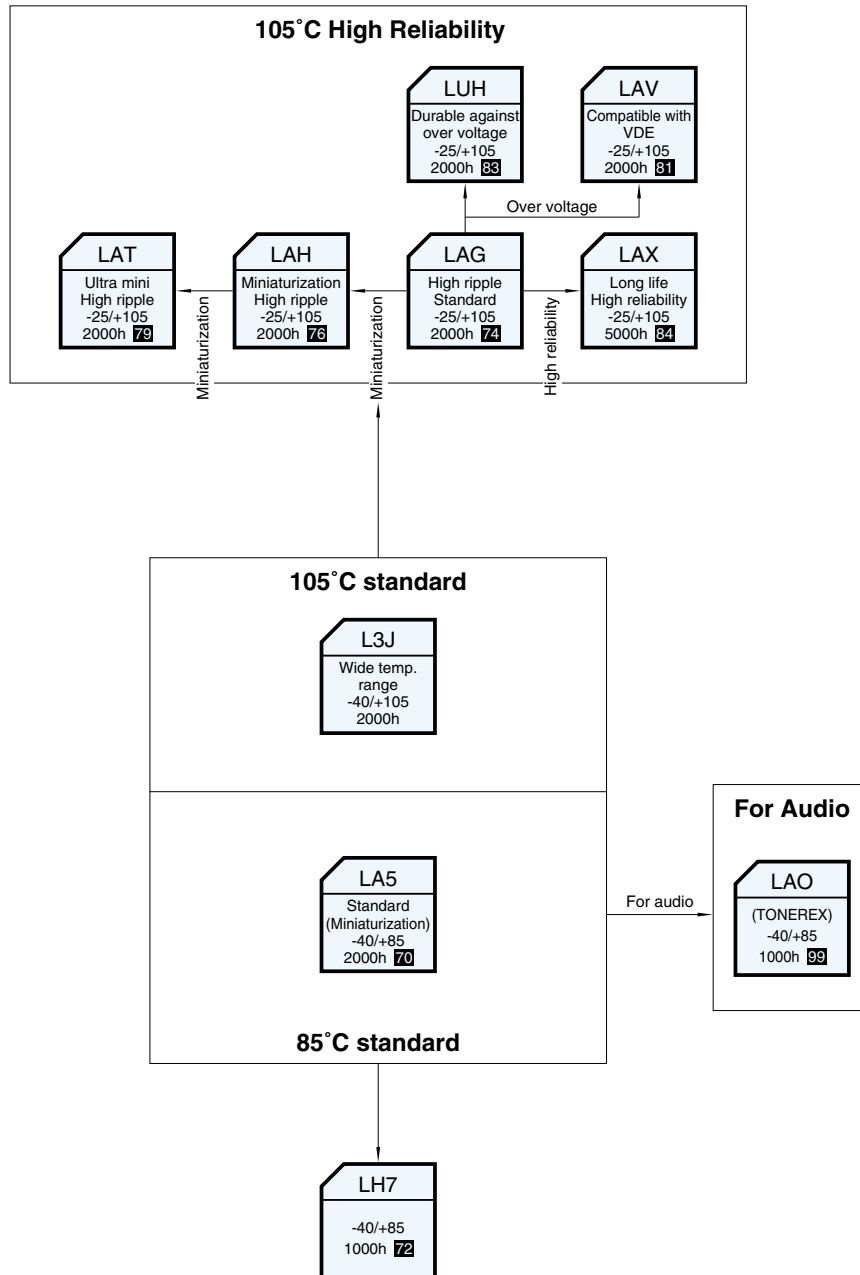 105˚C High Reliability
LUH
Durable against
over voltage
-25/+105
2000h 83
LAV
Compatible with
VDE
-25/+105
2000h 81
Over voltage
LAT
Ultra mini
High ripple
-25/+105
2000h 79
Miniaturization
LAH
Miniaturization
High ripple
-25/+105
2000h 76
Miniaturization
LAG
High ripple
Standard
-25/+105
2000h 74
High reliability
LAX
Long life
High reliability
-25/+105
5000h 84
105˚C standard
L3J
Wide temp.
range
-40/+105
2000h
LA5
Standard
(Miniaturization)
-40/+85
2000h 70
85˚C standard
For audio
For Audio
LAO
(TONEREX)
-40/+85
1000h 99
LH7
-40/+85
1000h 72